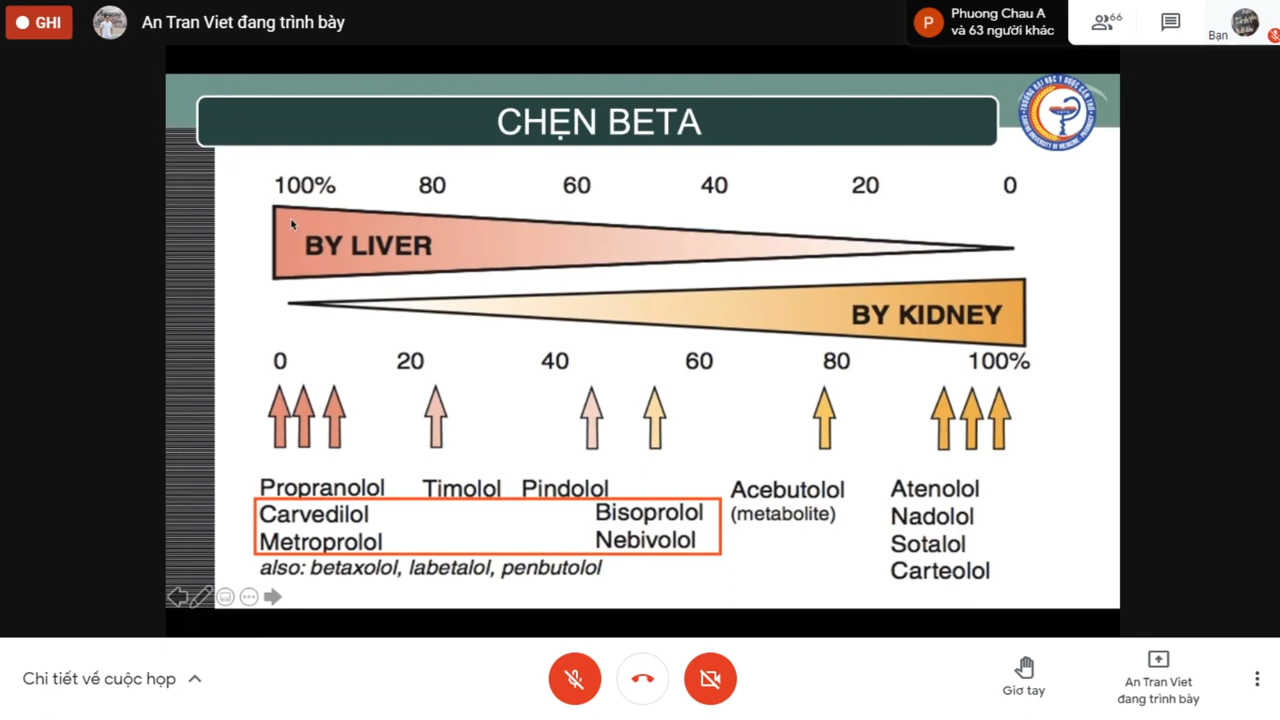 GHI
An Tran Viet đang trình bày
P
Phuong Chau A
và 63 người khác
66
Bạn
CHẸN BETA
100% 80 60 40 20 0
BY LIVER
BY KIDNEY
0 20 40 60 80 100%
Propranolol Timolol Pindolol Acebutolol Atenolol
Carvedilol Bisoprolol (metabolite) Nadolol
Metroprolol Nebivolol Sotalol
also: betaxolol, labetalol, penbutolol Carteolol
Chi tiết về cuộc họp
Giơ tay
An Tran Viet
đang trình bày